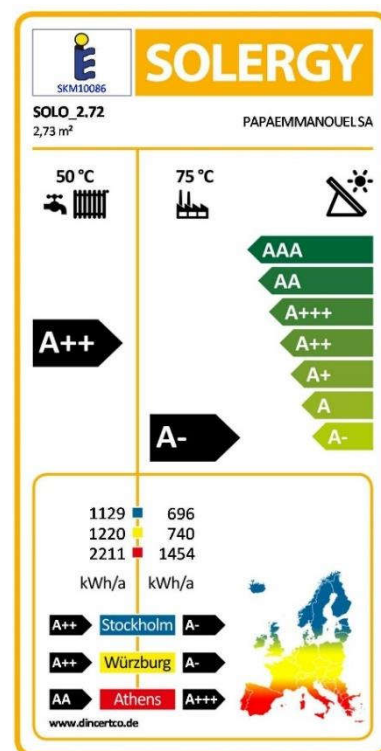 SKM10086
SOLERGY
SOLO_2.72
2,73 m²
PAPAEMMANOUEL SA
50 °C
75 °C
AAA
AA
A+++
A++
A+
A
A-
A++
A-
1129 696
1220 740
2211 1454
kWh/a kWh/a
A++ Stockholm A-
A++ Würzburg A-
AA Athens A+++
www.dincertco.de